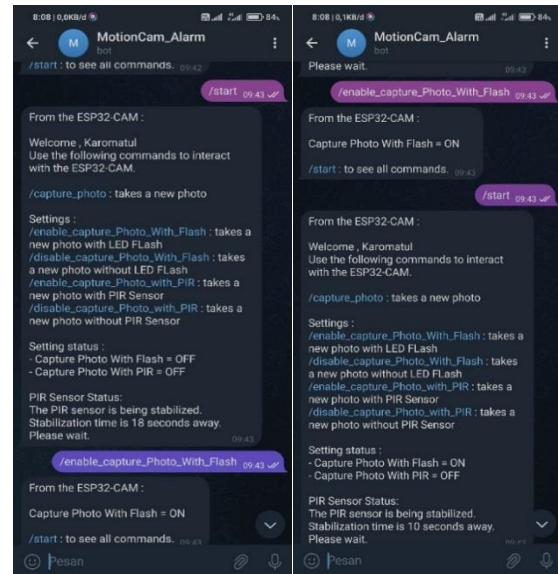 8:08 | 0,0KB/d
84%
MotionCam_Alarm
bot
/start : to see all commands. 09:42
/start 09:43
From the ESP32-CAM :
Welcome , Karomatul
Use the following commands to interact
with the ESP32-CAM.
/capture_photo : takes a new photo
Settings :
/enable_capture_Photo_With_Flash : takes a
new photo with LED FLash
/disable_capture_Photo_With_Flash : takes
a new photo without LED FLash
/enable_capture_Photo_with_PIR : takes a
new photo with PIR Sensor
/disable_capture_Photo_with_PIR : takes a
new photo without PIR Sensor
Setting status :
- Capture Photo With Flash = OFF
- Capture Photo With PIR = OFF
PIR Sensor Status:
The PIR sensor is being stabilized.
Stabilization time is 18 seconds away.
Please wait. 09:43
/enable_capture_Photo_With_Flash 09:43
From the ESP32-CAM :
Capture Photo With Flash = ON
/start : to see all commands. 09:43
Pesan
8:08 | 0,1KB/d
84%
MotionCam_Alarm
bot
Please wait. 09:43
/enable_capture_Photo_With_Flash 09:43
From the ESP32-CAM :
Capture Photo With Flash = ON
/start : to see all commands. 09:43
/start 09:43
From the ESP32-CAM :
Welcome , Karomatul
Use the following commands to interact
with the ESP32-CAM.
/capture_photo : takes a new photo
Settings :
/enable_capture_Photo_With_Flash : takes a
new photo with LED FLash
/disable_capture_Photo_With_Flash : takes
a new photo without LED FLash
/enable_capture_Photo_with_PIR : takes a
new photo with PIR Sensor
/disable_capture_Photo_with_PIR : takes a
new photo without PIR Sensor
Setting status :
- Capture Photo With Flash = ON
- Capture Photo With PIR = OFF
PIR Sensor Status:
The PIR sensor is being stabilized.
Stabilization time is 10 seconds away.
Please wait.
Pesan